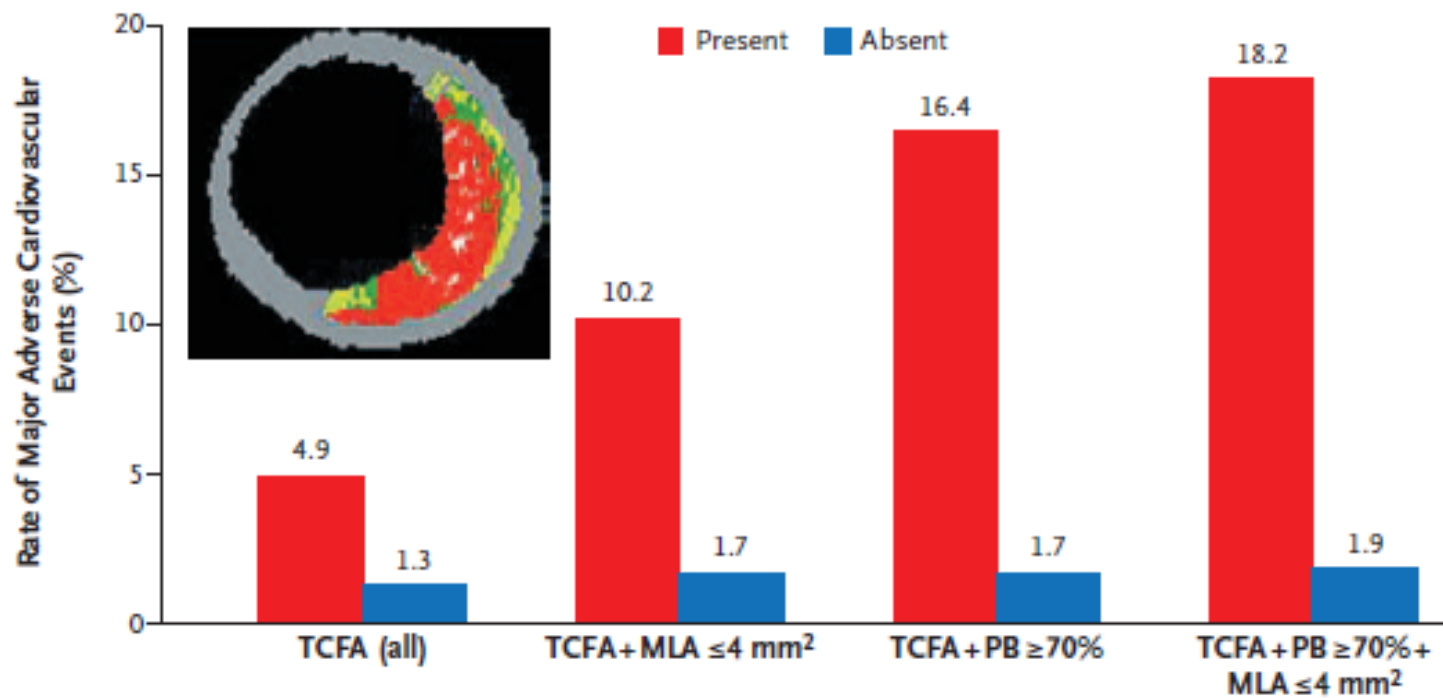 Rate of Major Adverse Cardiovascular
Events (%)
20
15
10
5
0
Present
Absent
4.9
1.3
10.2
1.7
16.4
1.7
18.2
1.9
TCFA (all)
TCFA + MLA ≤4 mm²
TCFA + PB ≥70%
TCFA + PB ≥70% +
MLA ≤4 mm²